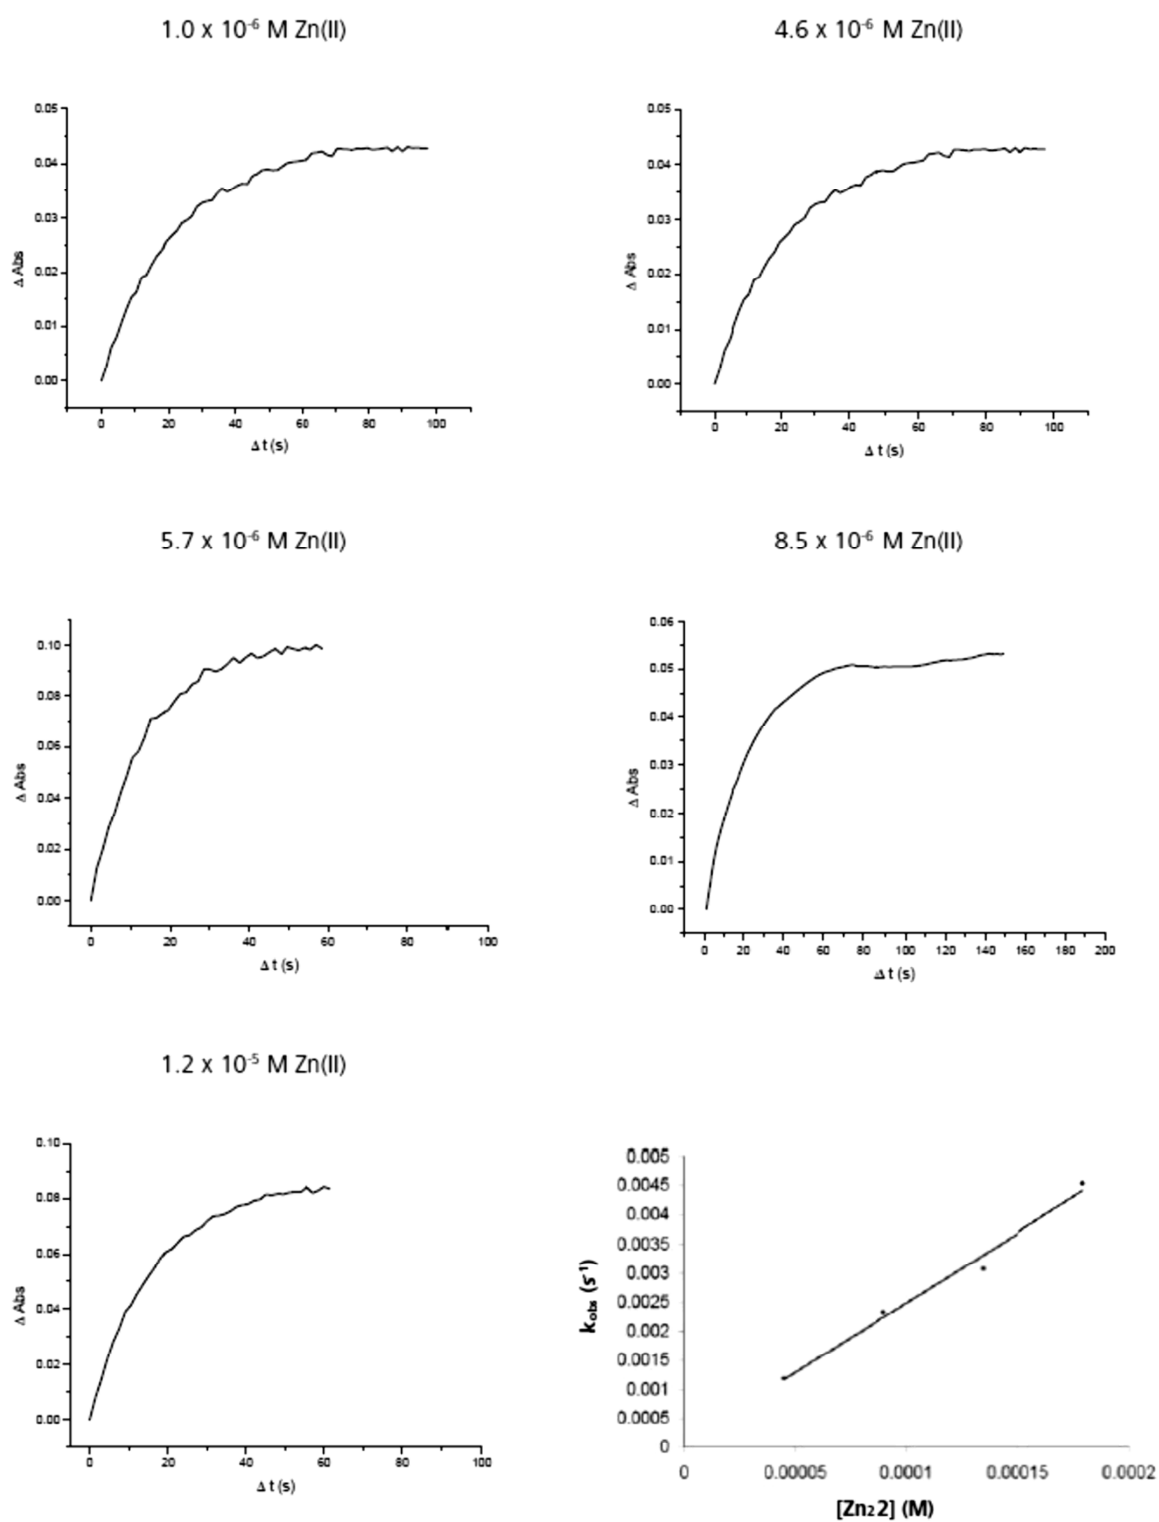 1.0 x 10⁻⁶ M Zn(II)
0.05
0.04
0.03
0.02
0.01
0.00
Δ Abs
0 20 40 60 80 100
Δ t (s)
4.6 x 10⁻⁶ M Zn(II)
0.05
0.04
0.03
0.02
0.01
0.00
Δ Abs
0 20 40 60 80 100
Δ t (s)
5.7 x 10⁻⁶ M Zn(II)
0.10
0.08
0.06
0.04
0.02
0.00
Δ Abs
0 20 40 60 80 100
Δ t (s)
8.5 x 10⁻⁶ M Zn(II)
0.06
0.05
0.04
0.03
0.02
0.01
0.00
Δ Abs
0 20 40 60 80 100 120 140 160 180 200
Δ t (s)
1.2 x 10⁻⁵ M Zn(II)
0.10
0.08
0.06
0.04
0.02
0.00
Δ Abs
0 20 40 60 80 100
Δ t (s)
0.005
0.0045
0.004
0.0035
0.003
0.0025
0.002
0.0015
0.001
0.0005
0
k_obs (s⁻¹)
0 0.00005 0.0001 0.00015 0.0002
[Zn₂2] (M)